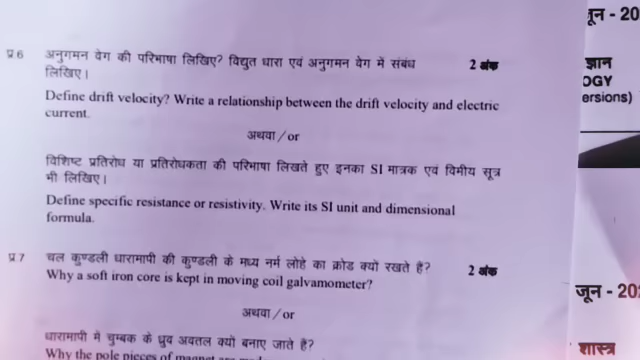 प्र.6 अनुगमन वेग की परिभाषा लिखिए? विद्युत धारा एवं अनुगमन वेग में संबंध 2 अंक
लिखिए।
Define drift velocity? Write a relationship between the drift velocity and electric
current.
अथवा / or
विशिष्ट प्रतिरोध या प्रतिरोधकता की परिभाषा लिखते हुए इनका SI मात्रक एवं विमीय सूत्र
भी लिखिए।
Define specific resistance or resistivity. Write its SI unit and dimensional
formula.
प्र.7 चल कुण्डली धारामापी की कुण्डली के मध्य नर्म लोहे का क्रोड क्यों रखते है? 2 अंक
Why a soft iron core is kept in moving coil galvamometer?
अथवा / or
धारामापी में चुम्बक के ध्रुव अवतल क्यों बनाए जाते है?
Why the pole pieces of magnet are
जून - 20
ज्ञान
OGY
ersions)
जून - 202
शास्त्र